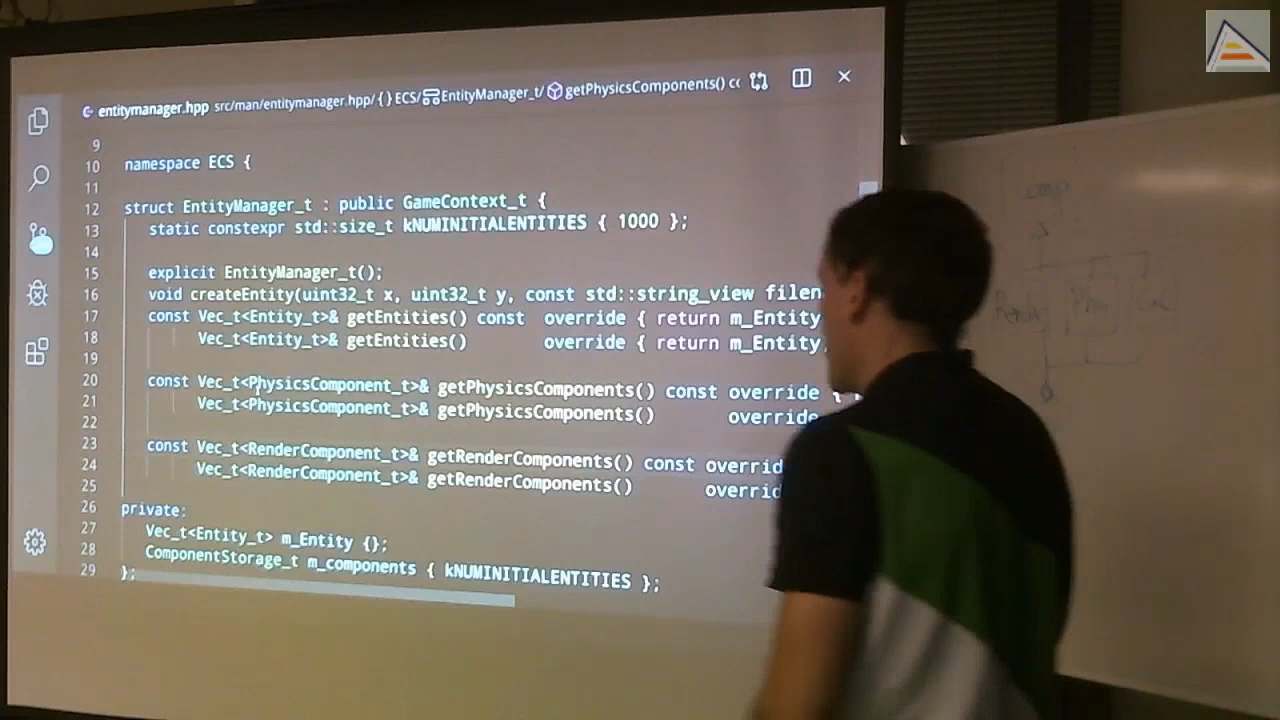 entitymanager.hpp src/man/entitymanager.hpp/ { } ECS/ EntityManager_t/ getPhysicsComponents()
9
10 namespace ECS {
11
12 struct EntityManager_t : public GameContext_t {
13 static constexpr std::size_t kNUMINITIALENTITIES { 1000 };
14
15 explicit EntityManager_t();
16 void createEntity(uint32_t x, uint32_t y, const std::string_view filen
17 const Vec_t<Entity_t>& getEntities() const override { return m_Entity
18 Vec_t<Entity_t>& getEntities() override { return m_Entity
19
20 const Vec_t<PhysicsComponent_t>& getPhysicsComponents() const override {
21 Vec_t<PhysicsComponent_t>& getPhysicsComponents() override
22
23 const Vec_t<RenderComponent_t>& getRenderComponents() const overrid
24 Vec_t<RenderComponent_t>& getRenderComponents() overrid
25
26 private:
27 Vec_t<Entity_t> m_Entity {};
28 ComponentStorage_t m_components { kNUMINITIALENTITIES };
29 };